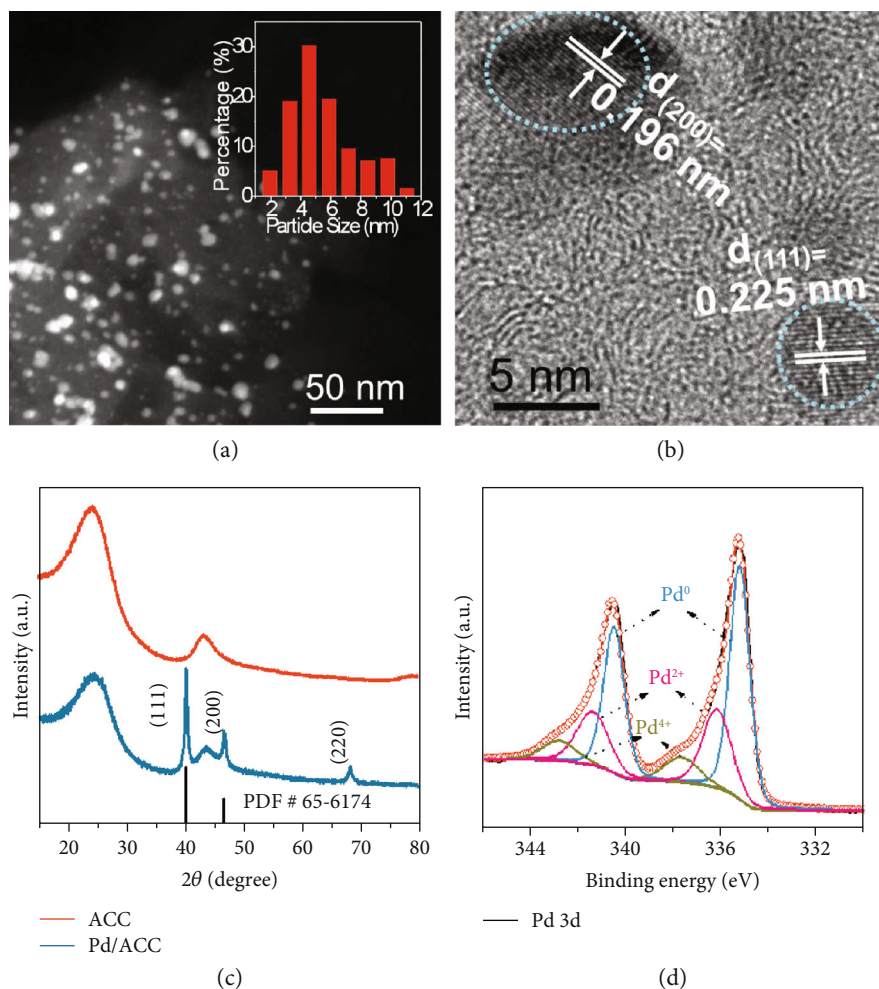 Percentage (%)
30
20
10
0
2 4 6 8 10 12
Partide Size (nm)
50 nm
(a)
d(200)=
0.196 nm
d(111)=
0.225 nm
5 nm
(b)
Intensity (a.u.)
(111)
(200)
(220)
PDF # 65-6174
20 30 40 50 60 70 80
2θ (degree)
ACC
Pd/ACC
(c)
Intensity (a.u.)
Pd⁰
Pd²⁺
Pd⁴⁺
344 340 336 332
Binding energy (eV)
Pd 3d
(d)